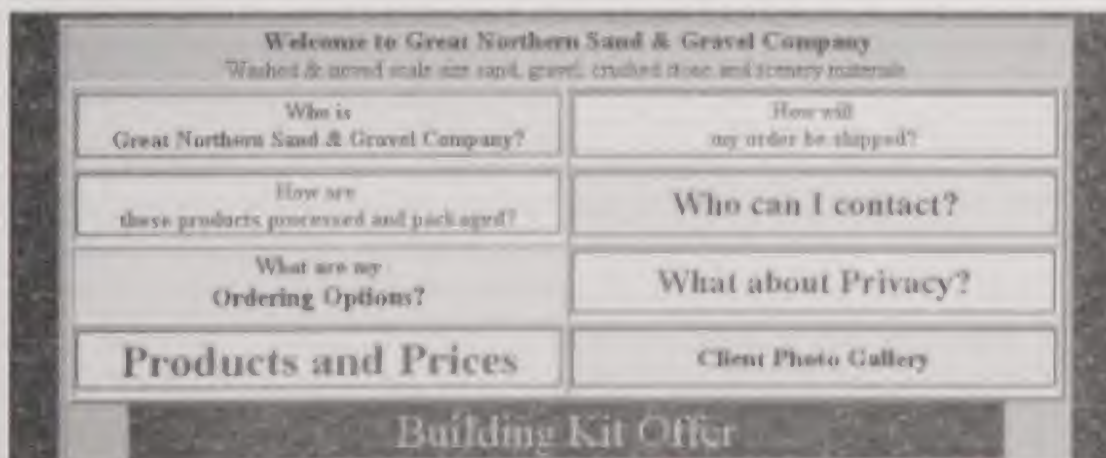 Welcome to Great Northern Sand & Gravel Company
Washed & sieved scale size sand, gravel, crushed stone and scenery materials
Who is
Great Northern Sand & Gravel Company?
How will
my order be shipped?
How are
these products processed and packaged?
Who can I contact?
What are my
Ordering Options?
What about Privacy?
Products and Prices
Client Photo Gallery
Building Kit Offer